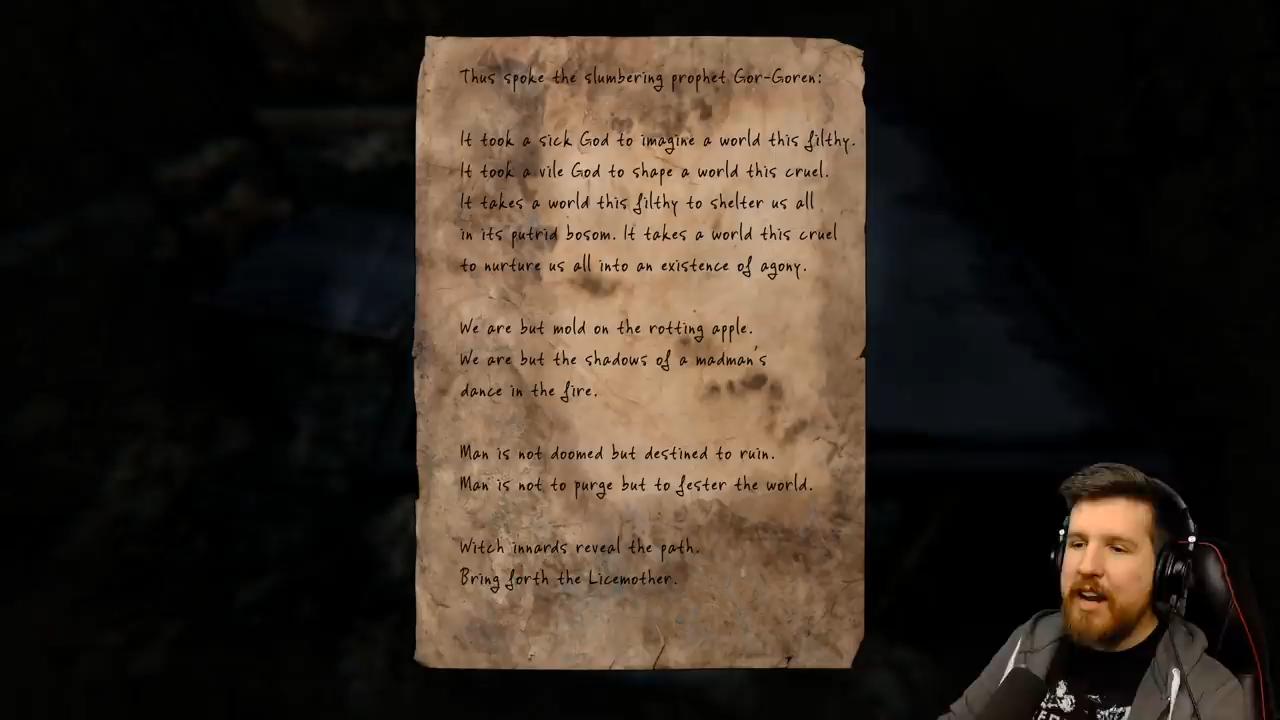 Thus spoke the slumbering prophet Gor-Goren:
It took a sick God to imagine a world this filthy.
It took a vile God to shape a world this cruel.
It takes a world this filthy to shelter us all
in its putrid bosom. It takes a world this cruel
to nurture us all into an existence of agony.
We are but mold on the rotting apple.
We are but the shadows of a madman's
dance in the fire.
Man is not doomed but destined to ruin.
Man is not to purge but to fester the world.
Witch innards reveal the path.
Bring forth the Licemother.